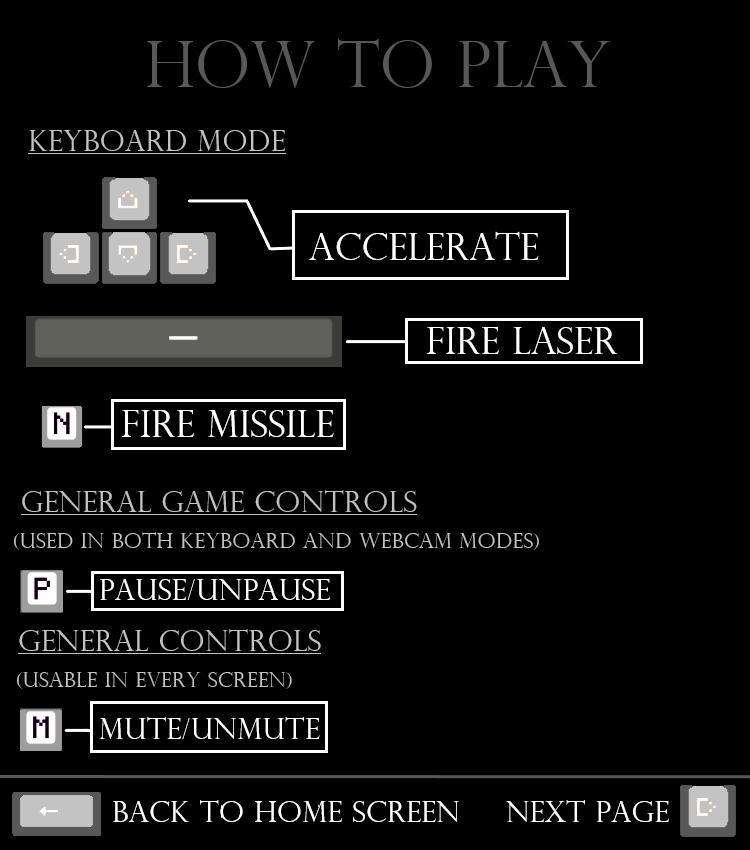 HOW TO PLAY
KEYBOARD MODE
ACCELERATE
FIRE LASER
N FIRE MISSILE
GENERAL GAME CONTROLS
(USED IN BOTH KEYBOARD AND WEBCAM MODES)
P PAUSE/UNPAUSE
GENERAL CONTROLS
(USABLE IN EVERY SCREEN)
M MUTE/UNMUTE
← BACK TO HOME SCREEN NEXT PAGE